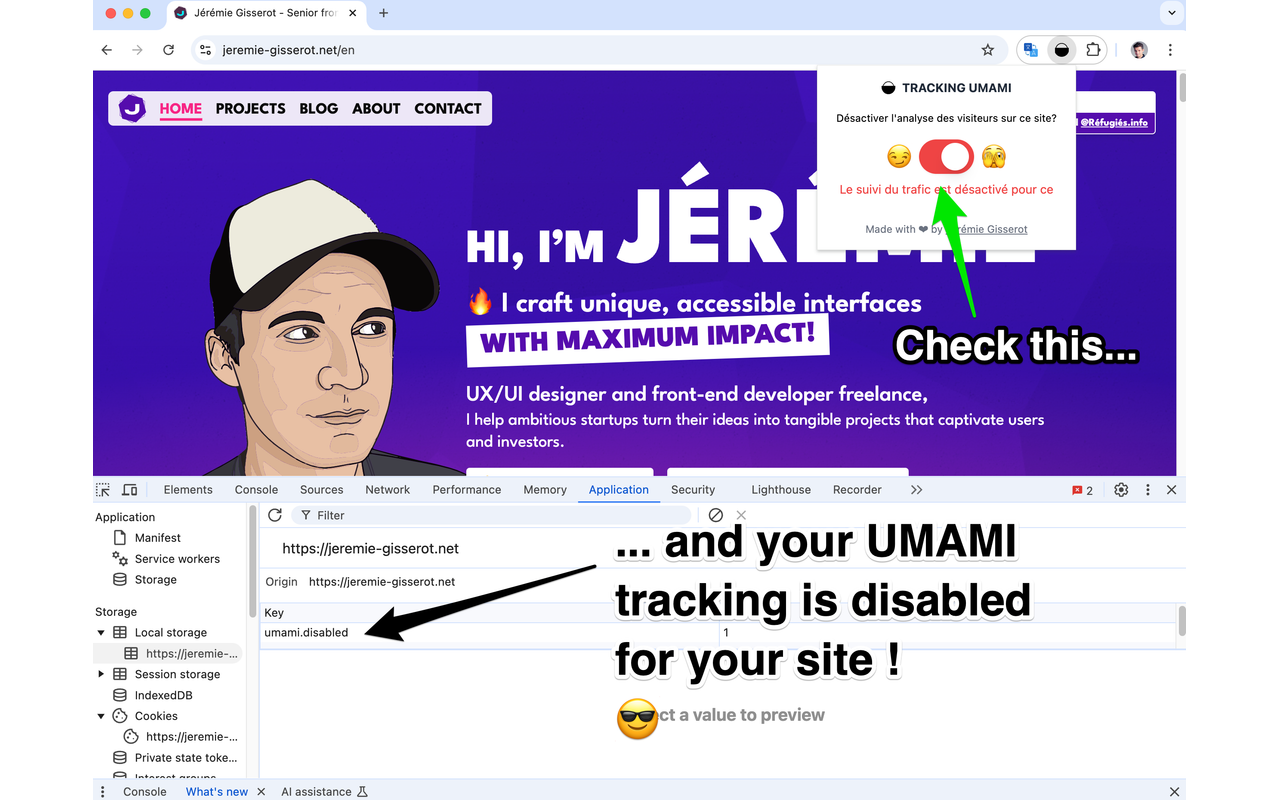 Jérémie Gisserot - Senior fror
jeremie-gisserot.net/en
TRACKING UMAMI
Désactiver l'analyse des visiteurs sur ce site?
Le suivi du trafic est désactivé pour ce
Made with ❤ by Jérémie Gisserot
HOME PROJECTS BLOG ABOUT CONTACT
@Réfugiés.info
HI, I'M JÉRÉMIE
🔥 I craft unique, accessible interfaces
WITH MAXIMUM IMPACT!
UX/UI designer and front-end developer freelance,
I help ambitious startups turn their ideas into tangible projects that captivate users
and investors.
Check this...
Elements Console Sources Network Performance Memory Application Security Lighthouse Recorder 2
Application
Manifest
Service workers
Storage
Storage
Local storage
https://jeremie-...
Session storage
IndexedDB
Cookies
https://jeremie-...
Private state toke...
Interest groups
Filter
https://jeremie-gisserot.net
Origin https://jeremie-gisserot.net
Key
umami.disabled 1
... and your UMAMI
tracking is disabled
for your site !
ct a value to preview
Console What's new AI assistance